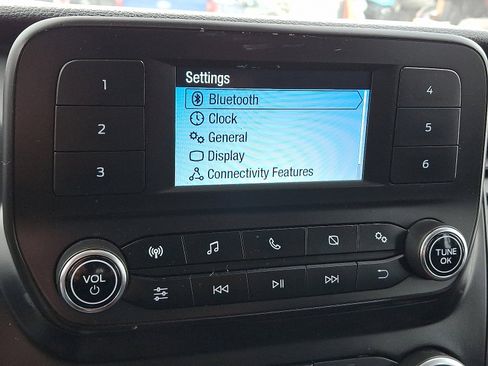 Settings
Bluetooth
Clock
General
Display
Connectivity Features
1
2
3
4
5
6
VOL
TUNE
OK